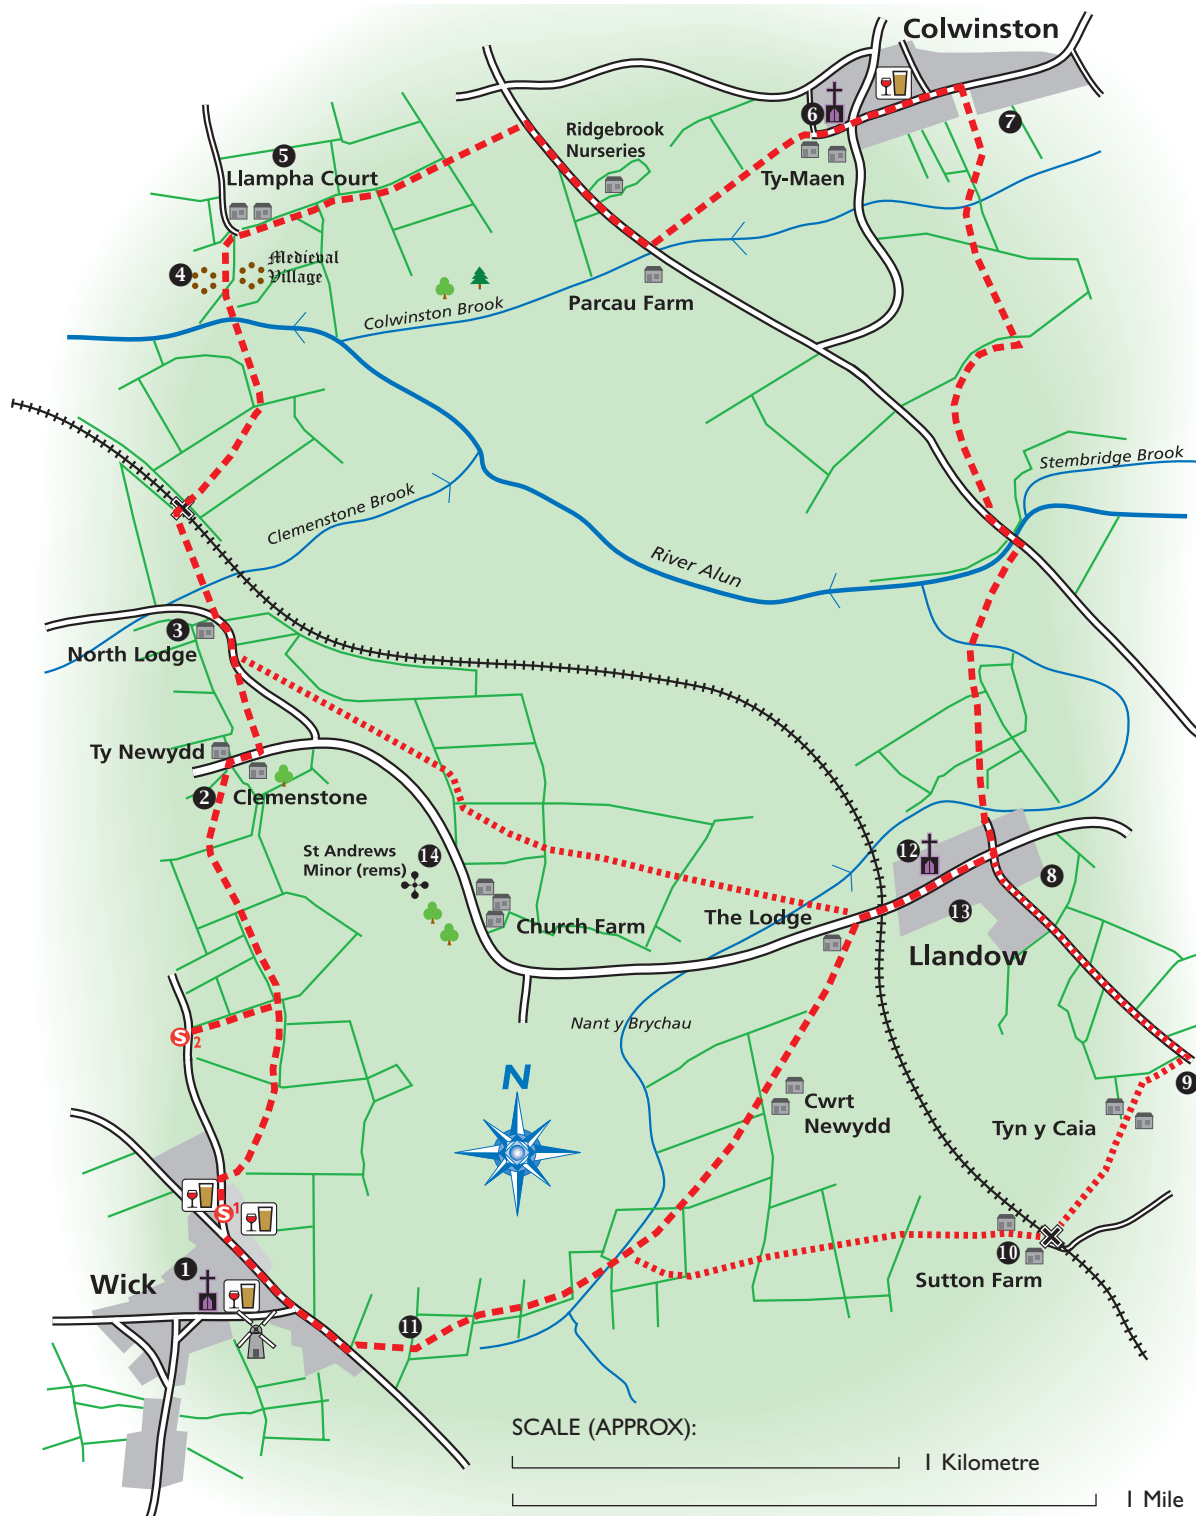 Colwinston
6
7
Ridgebrook
Nurseries
5
Llampha Court
Ty-Maen
4
Medieval
Village
Parcau Farm
Colwinston Brook
Stembridge Brook
Clemenstone Brook
River Alun
3
North Lodge
Ty Newydd
2
Clemenstone
St Andrews
Minor (rems)
14
12
8
13
The Lodge
Church Farm
Llandow
Nant y Brychau
S2
N
9
Cwrt
Newydd
Tyn y Caia
S1
1
Wick
10
Sutton Farm
11
SCALE (APPROX):
1 Kilometre
1 Mile